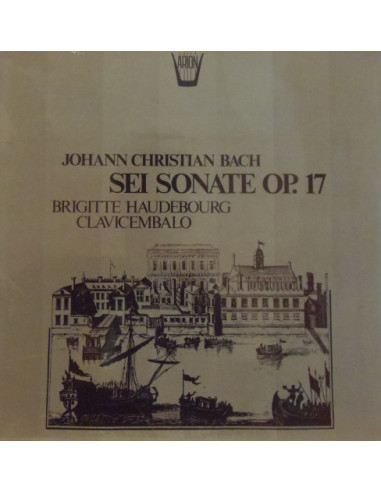 ARION
JOHANN CHRISTIAN BACH
SEI SONATE OP. 17
BRIGITTE HAUDEBOURG
CLAVICEMBALO